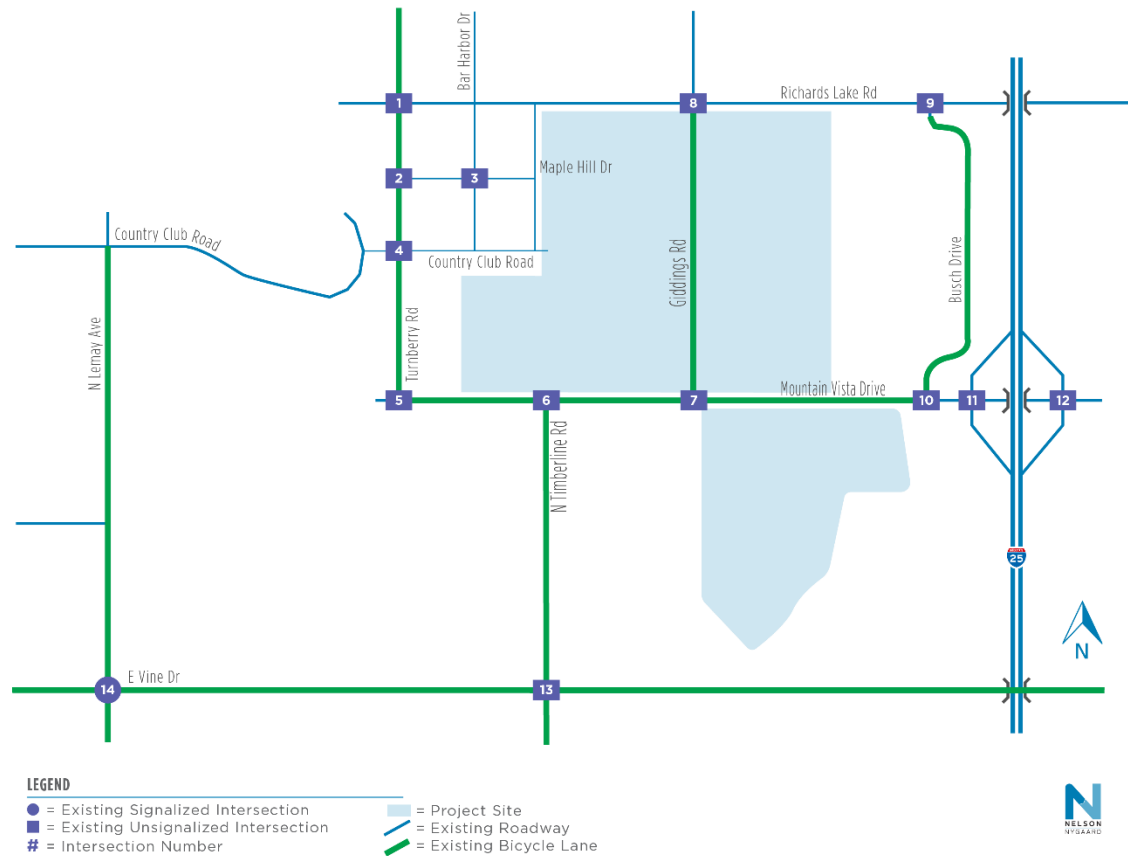 Bar Harbor Dr
1
8
Richards Lake Rd
9
2
3
Maple Hill Dr
Country Club Road
4
Country Club Road
Giddings Rd
Busch Drive
N Lemay Ave
Turnberry Rd
5
6
7
Mountain Vista Drive
10
11
12
N Timberline Rd
25
N
E Vine Dr
14
13
LEGEND
= Existing Signalized Intersection
= Existing Unsignalized Intersection
# = Intersection Number
= Project Site
= Existing Roadway
= Existing Bicycle Lane
N
NELSON
NYGAARD